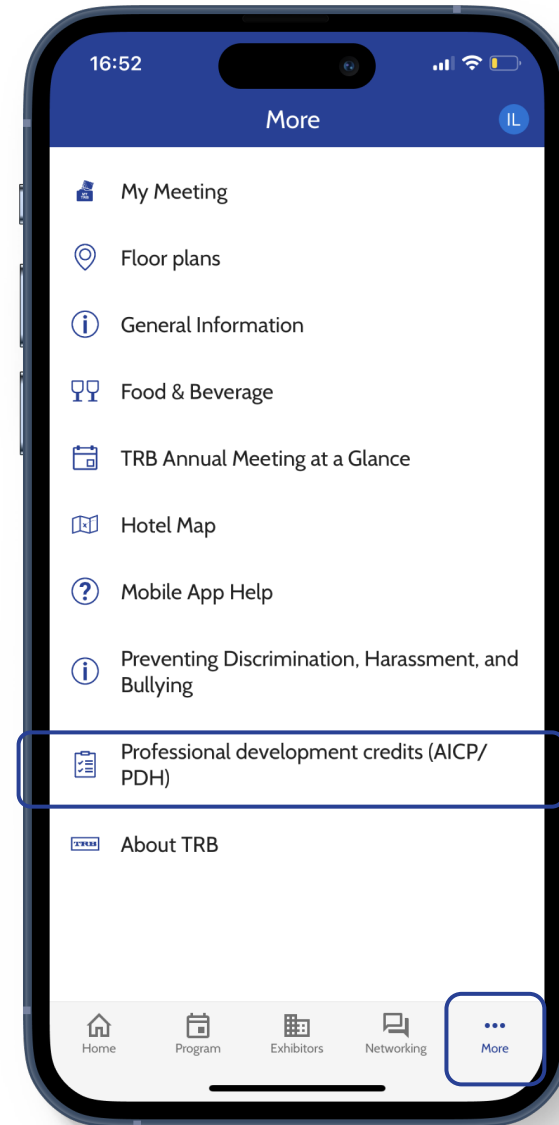 16:52
More
IL
My Meeting
Floor plans
General Information
Food & Beverage
TRB Annual Meeting at a Glance
Hotel Map
Mobile App Help
Preventing Discrimination, Harassment, and
Bullying
Professional development credits (AICP/
PDH)
TRB
About TRB
Home
Program
Exhibitors
Networking
More